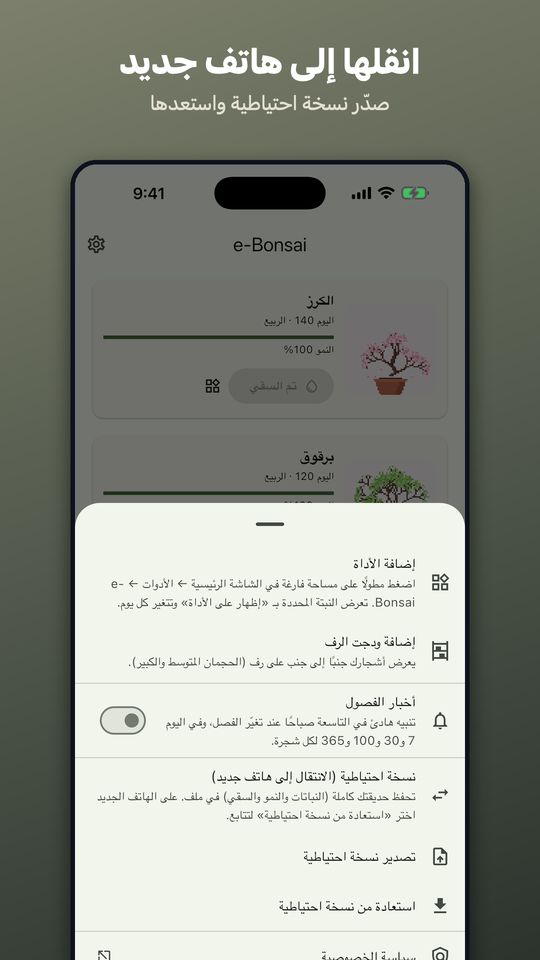 انقلها إلى هاتف جديد
صدّر نسخة احتياطية واستعدها
9:41
e-Bonsai
الكرز
اليوم 140 · الربيع
النمو 100%
تم السقي
برقوق
اليوم 120 · الربيع
إضافة الأداة
اضغط مطولًا على مساحة فارغة في الشاشة الرئيسية ← الأدوات ← e-
Bonsai. تعرض النبتة المحددة بـ «إظهار على الأداة» وتتغير كل يوم.
إضافة ودجت الرف
يعرض أشجارك جنبًا إلى جنب على رف (الحجمان المتوسط والكبير).
أخبار الفصول
تنبيه هادئ في التاسعة صباحًا عند تغيّر الفصل، وفي اليوم
7 و30 و100 و365 لكل شجرة.
نسخة احتياطية (الانتقال إلى هاتف جديد)
تحفظ حديقتك كاملة (النباتات والنمو والسقي) في ملف. على الهاتف الجديد
اختر «استعادة من نسخة احتياطية» لتتابع.
تصدير نسخة احتياطية
استعادة من نسخة احتياطية
سياسة الخصوصية